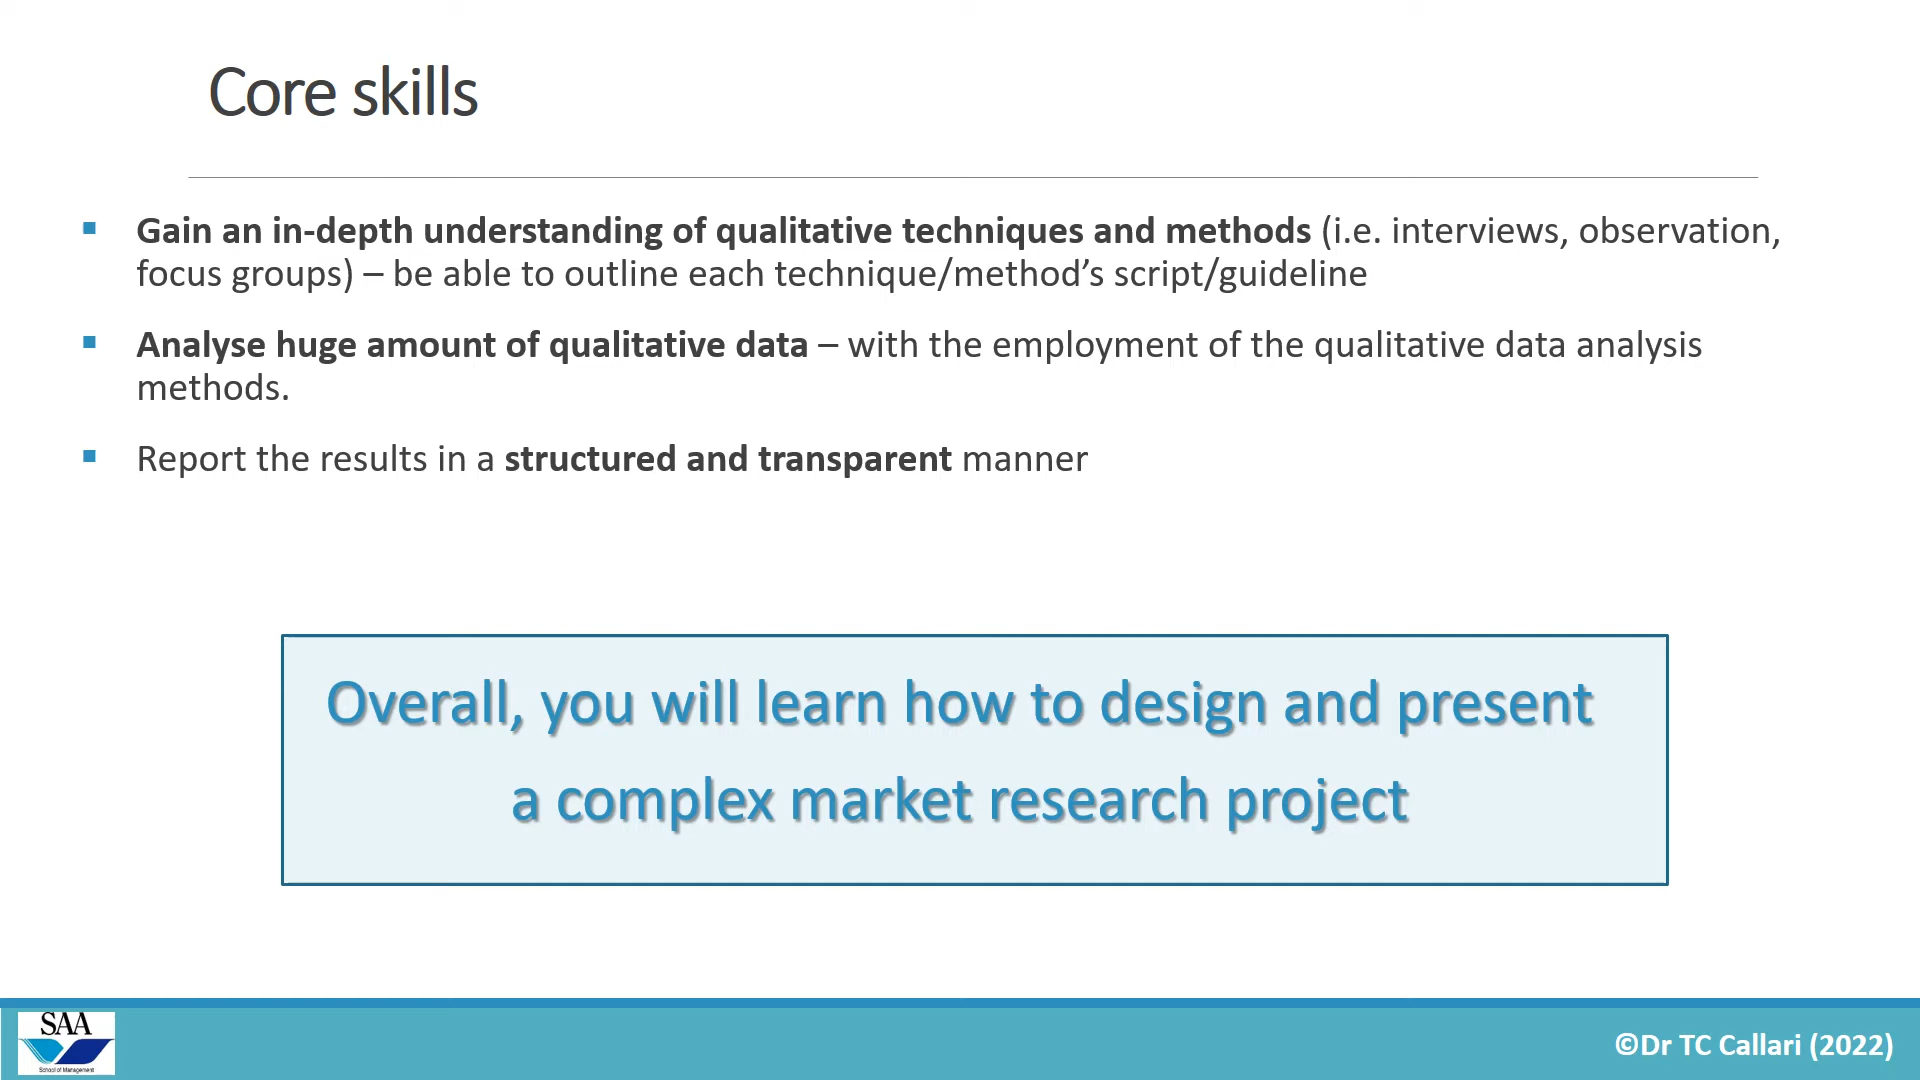 Core skills
▪ Gain an in-depth understanding of qualitative techniques and methods (i.e. interviews, observation,
focus groups) – be able to outline each technique/method’s script/guideline
▪ Analyse huge amount of qualitative data – with the employment of the qualitative data analysis
methods.
▪ Report the results in a structured and transparent manner
Overall, you will learn how to design and present
a complex market research project
SAA
School of Management
©Dr TC Callari (2022)